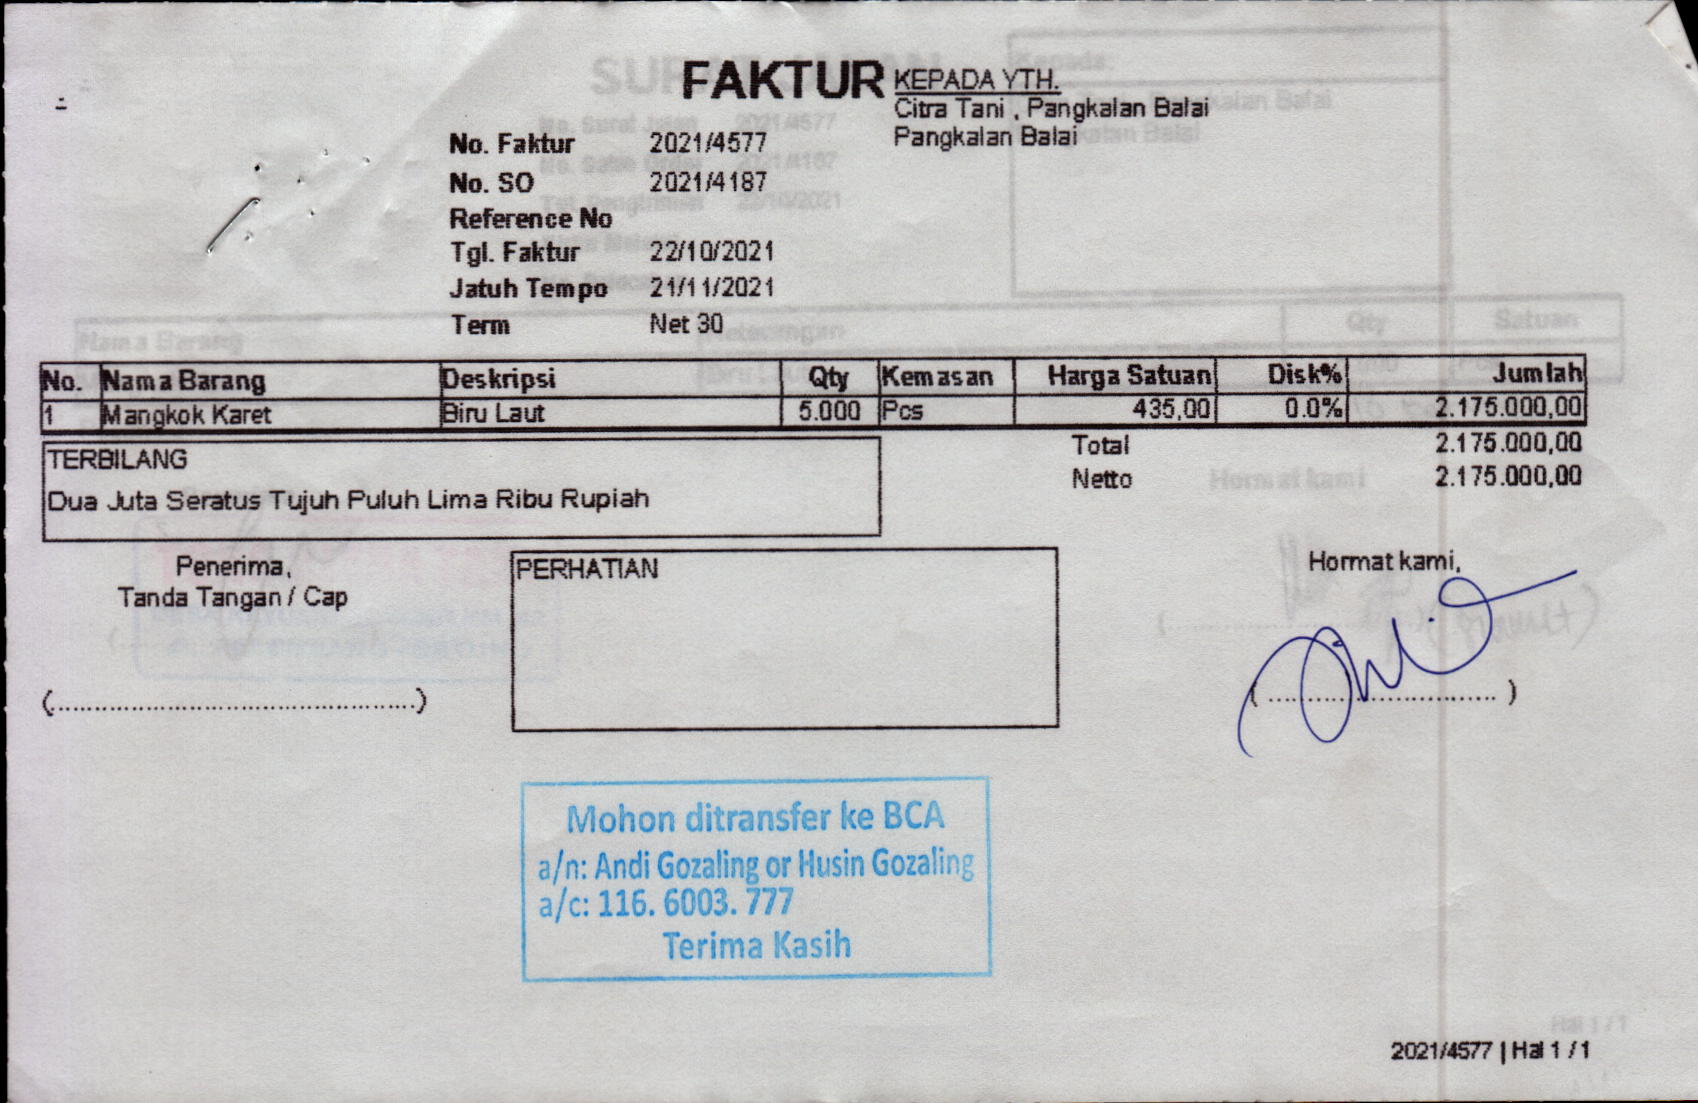 FAKTUR
KEPADA YTH.
Citra Tani , Pangkalan Balai
Pangkalan Balai
No. Faktur 2021/4577
No. SO 2021/4187
Reference No
Tgl. Faktur 22/10/2021
Jatuh Tempo 21/11/2021
Term Net 30
No. Nama Barang Deskripsi Qty Kemasan Harga Satuan Disk% Jumlah
1 Mangkok Karet Biru Laut 5.000 Pcs 435,00 0.0% 2.175.000,00
Total 2.175.000,00
Netto 2.175.000,00
TERBILANG
Dua Juta Seratus Tujuh Puluh Lima Ribu Rupiah
Penerima,
Tanda Tangan / Cap
(................................................)
PERHATIAN
Hormat kami,
(................................)
Mohon ditransfer ke BCA
a/n: Andi Gozaling or Husin Gozaling
a/c: 116. 6003. 777
Terima Kasih
2021/4577 | Hal 1 / 1